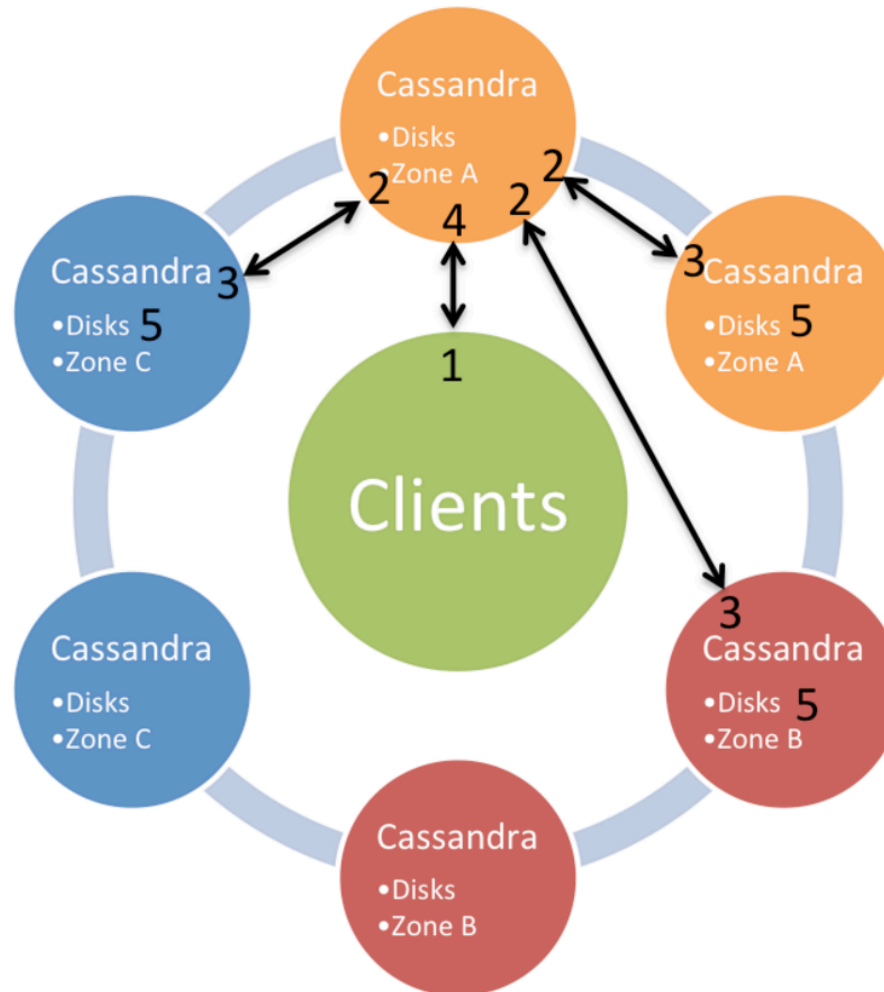 Cassandra
•Disks
•Zone A
2
2
2
4
Cassandra
•Disks 5
•Zone C
3
3
Cassandra
•Disks 5
•Zone A
1
Clients
3
Cassandra
•Disks
•Zone C
Cassandra
•Disks 5
•Zone B
Cassandra
•Disks
•Zone B